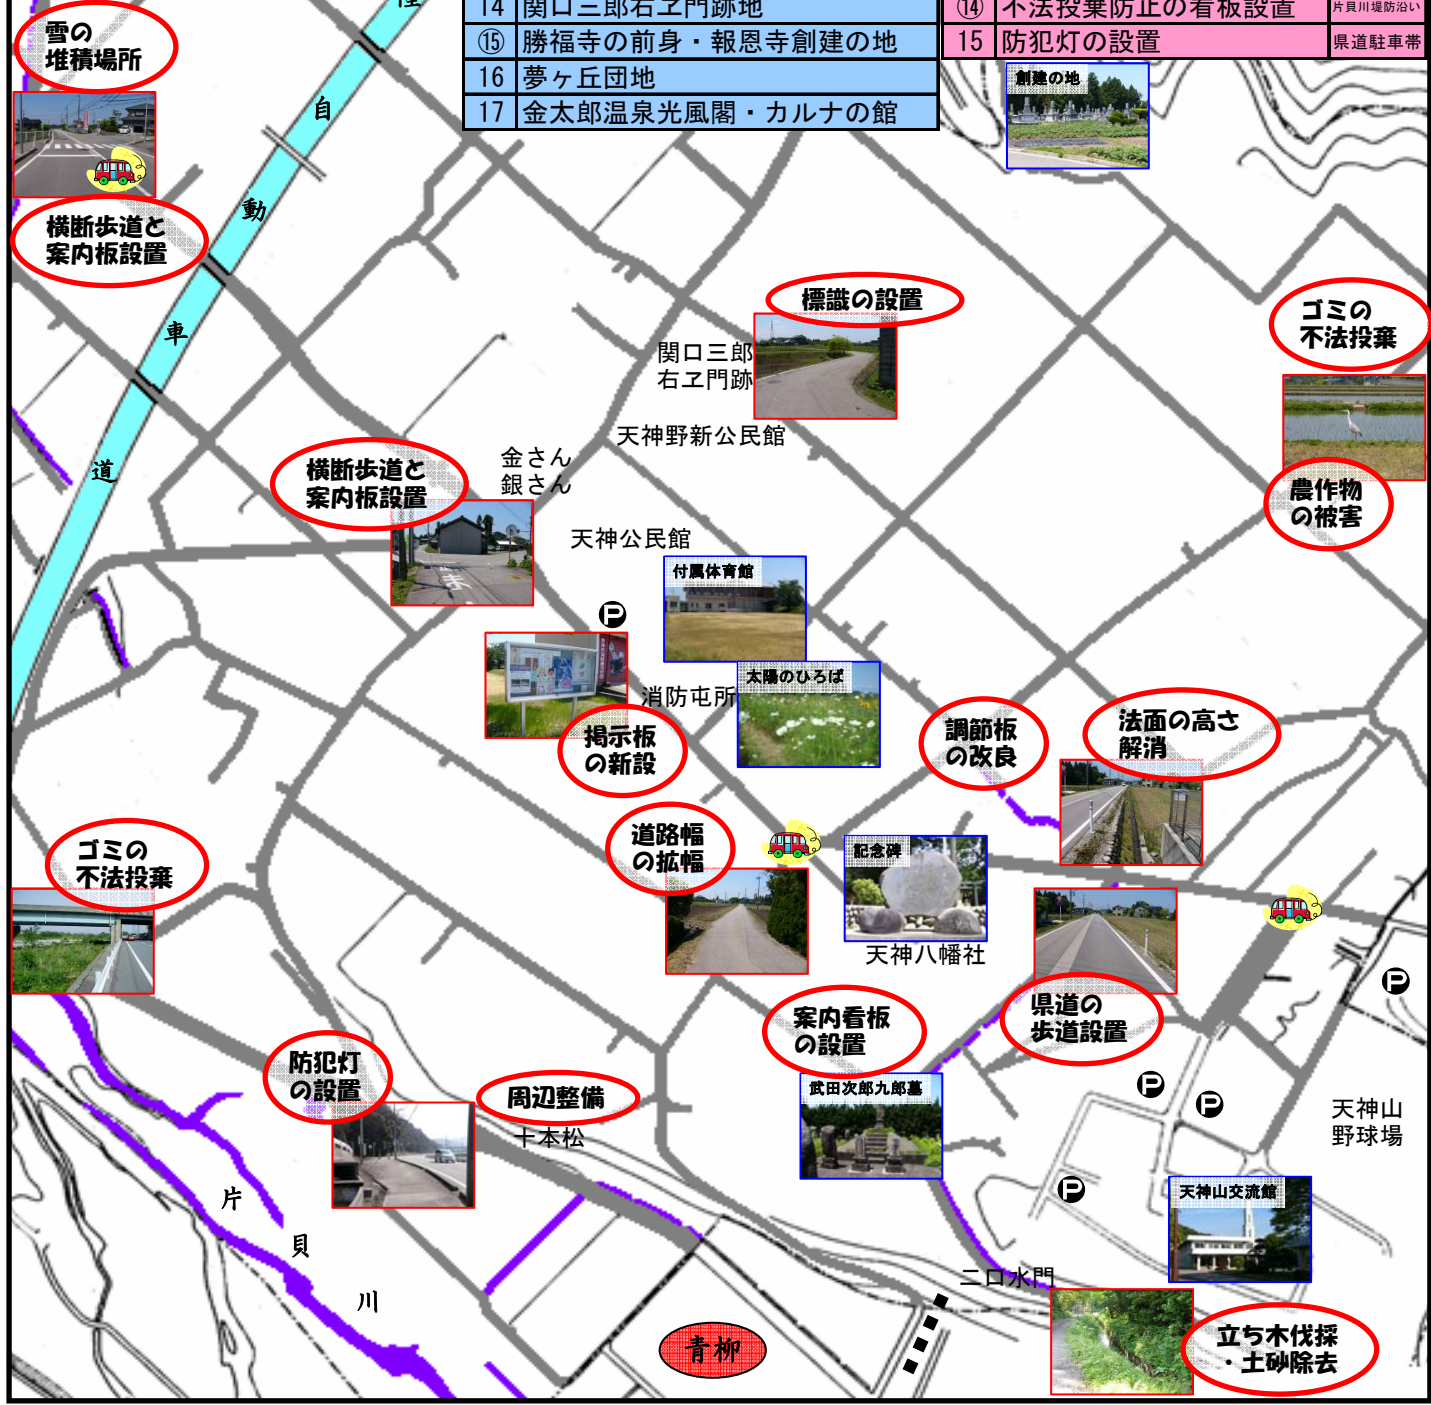 14 関口三郎右ヱ門跡地
⑮ 勝福寺の前身・報恩寺創建の地
16 夢ヶ丘団地
17 金太郎温泉光風閣・カルナの館
⑭ 不法投棄防止の看板設置 片貝川堤防沿い
15 防犯灯の設置 県道駐車帯
雪の
堆積場所
陸
自
動
車
道
創建の地
横断歩道と
案内板設置
標識の設置
ゴミの
不法投棄
関口三郎
右ヱ門跡
天神野新公民館
横断歩道と
案内板設置
金さん
銀さん
農作物
の被害
天神公民館
付属体育館
P
太陽のひろば
消防屯所
掲示板
の新設
調節板
の改良
法面の高さ
解消
ゴミの
不法投棄
道路幅
の拡幅
記念碑
天神八幡社
P
案内看板
の設置
県道の
歩道設置
防犯灯
の設置
周辺整備
十本松
武田次郎九郎墓
P
P
天神山
野球場
P
天神山交流館
片
貝
川
二口水門
青柳
立ち木伐採
・土砂除去